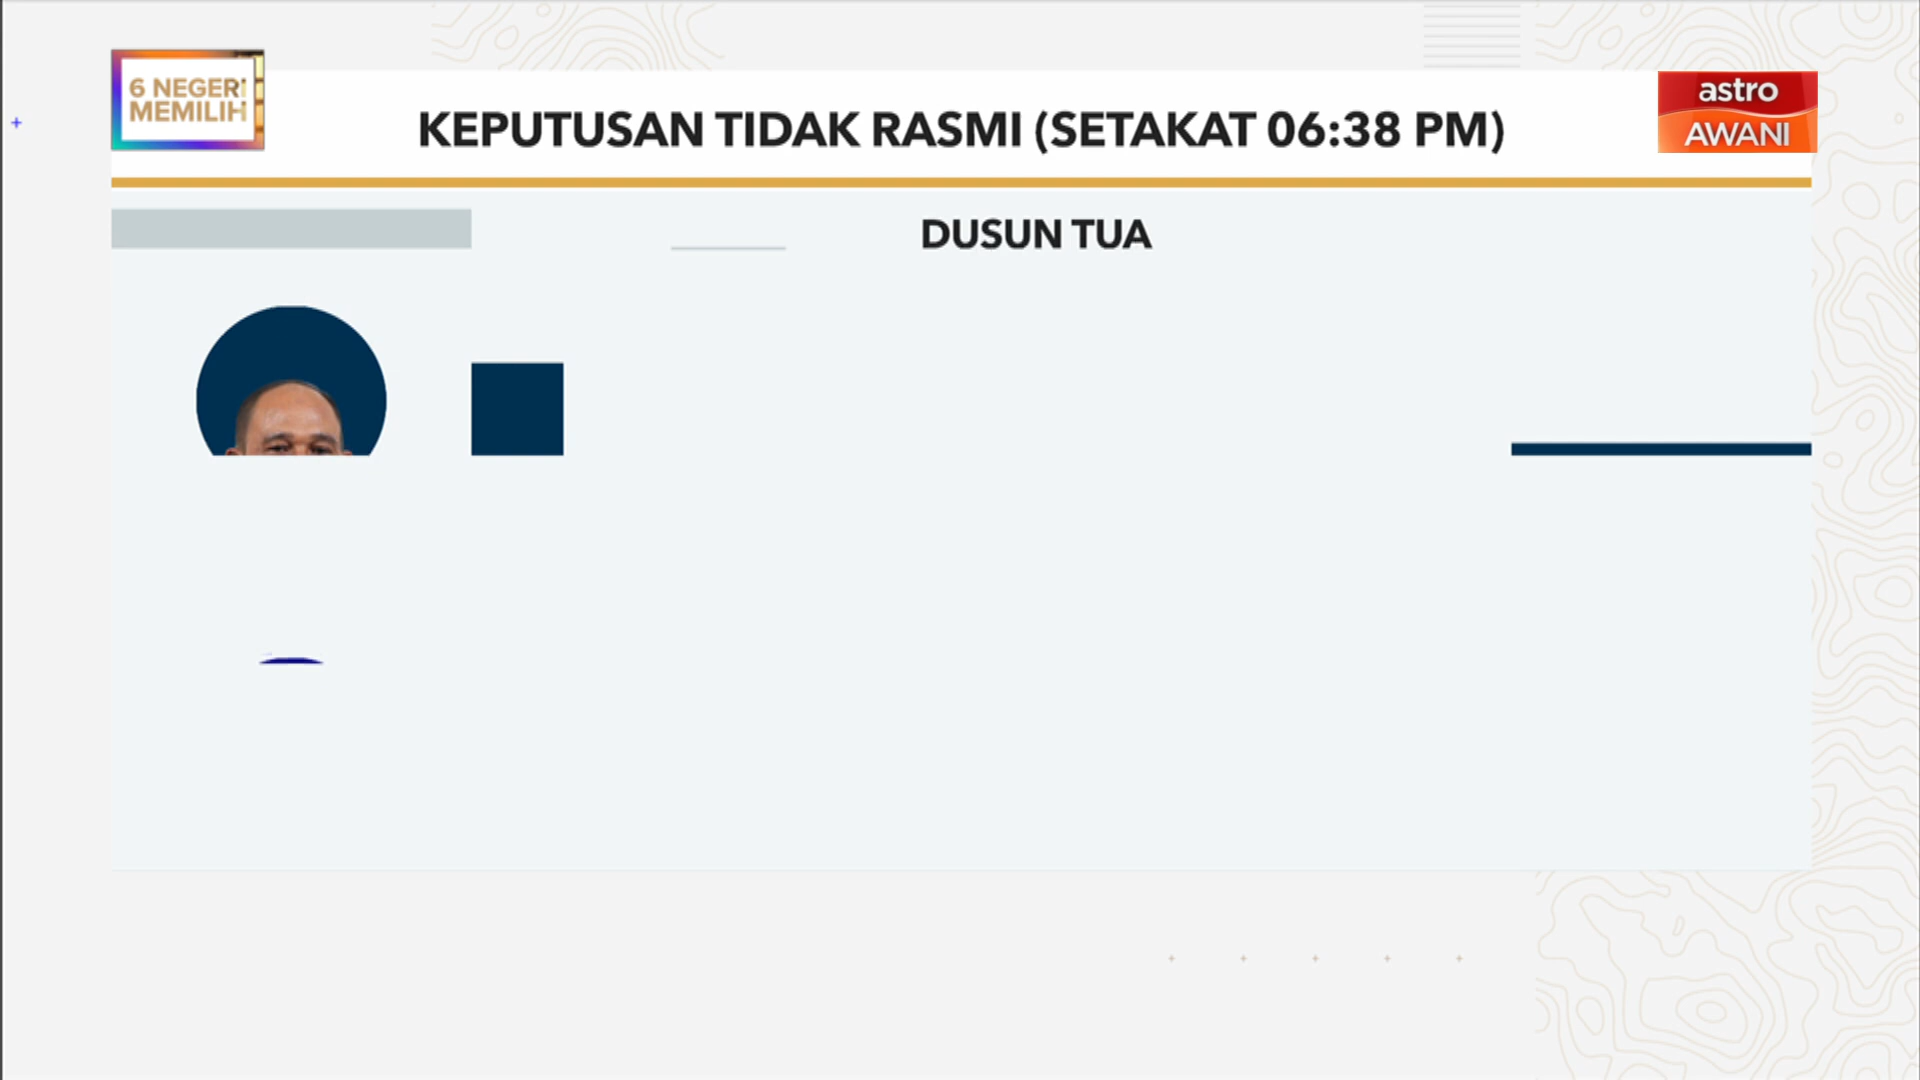 6 NEGERI
MEMILIH
KEPUTUSAN TIDAK RASMI (SETAKAT 06:38 PM)
astro
AWANI
DUSUN TUA